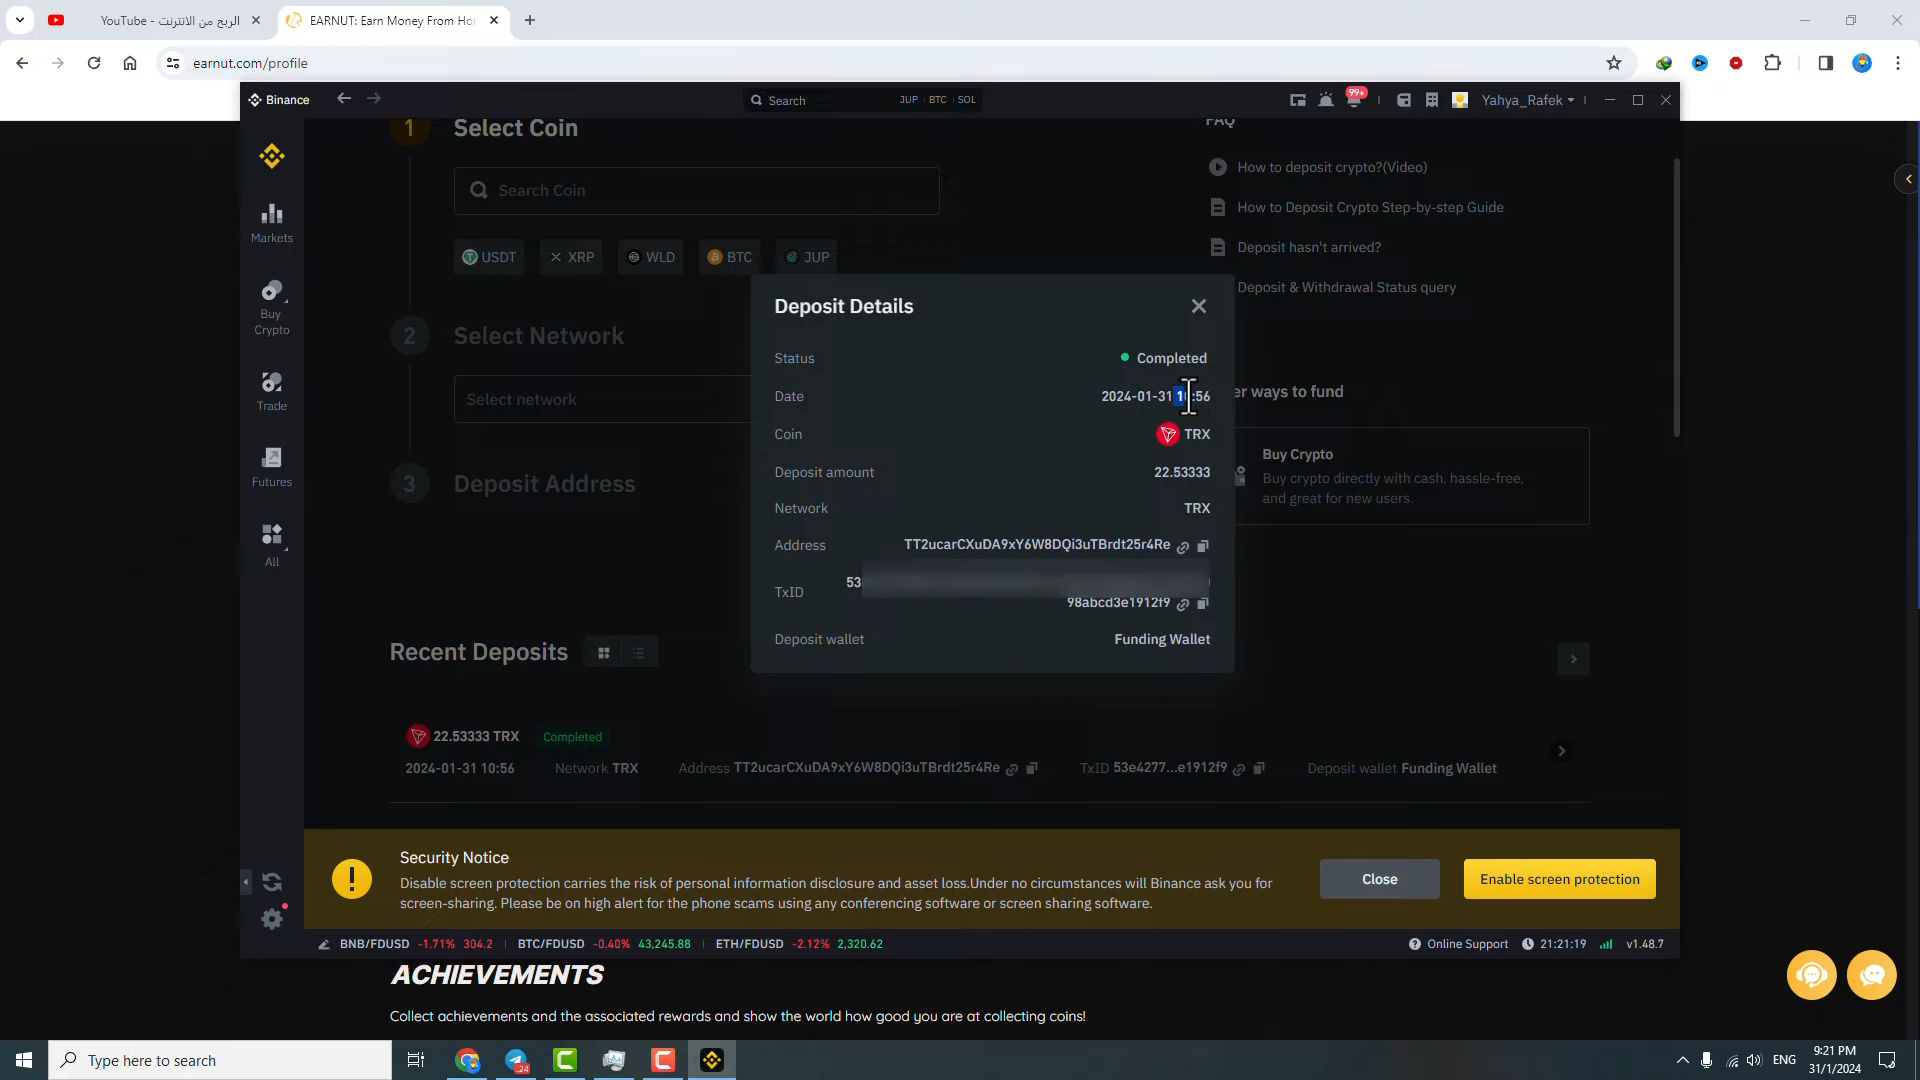 الربح من الانترنت - YouTube
EARNUT: Earn Money From Ho
earnut.com/profile
Binance
Search
JUP BTC SOL
99+
Yahya_Rafek
1 Select Coin
FAQ
Search Coin
How to deposit crypto?(Video)
How to Deposit Crypto Step-by-step Guide
Deposit hasn't arrived?
Deposit & Withdrawal Status query
Markets
USDT
XRP
WLD
BTC
JUP
Buy
Crypto
2 Select Network
Select network
Trade
Futures
3 Deposit Address
All
Deposit Details
Status Completed
Date 2024-01-31 10:56
Coin TRX
Deposit amount 22.53333
Network TRX
Address TT2ucarCXuDA9xY6W8DQi3uTBrdt25r4Re
TxID 53
98abcd3e1912f9
Deposit wallet Funding Wallet
er ways to fund
Buy Crypto
Buy crypto directly with cash, hassle-free,
and great for new users.
Recent Deposits
22.53333 TRX Completed
2024-01-31 10:56 Network TRX Address TT2ucarCXuDA9xY6W8DQi3uTBrdt25r4Re TxID 53e4277...e1912f9 Deposit wallet Funding Wallet
Security Notice
Disable screen protection carries the risk of personal information disclosure and asset loss.Under no circumstances will Binance ask you for
screen-sharing. Please be on high alert for the phone scams using any conferencing software or screen sharing software.
Close
Enable screen protection
BNB/FDUSD -1.71% 304.2 BTC/FDUSD -0.40% 43,245.88 ETH/FDUSD -2.12% 2,320.62
Online Support 21:21:19 v1.48.7
ACHIEVEMENTS
Collect achievements and the associated rewards and show the world how good you are at collecting coins!
Type here to search
24
ENG
9:21 PM
31/1/2024